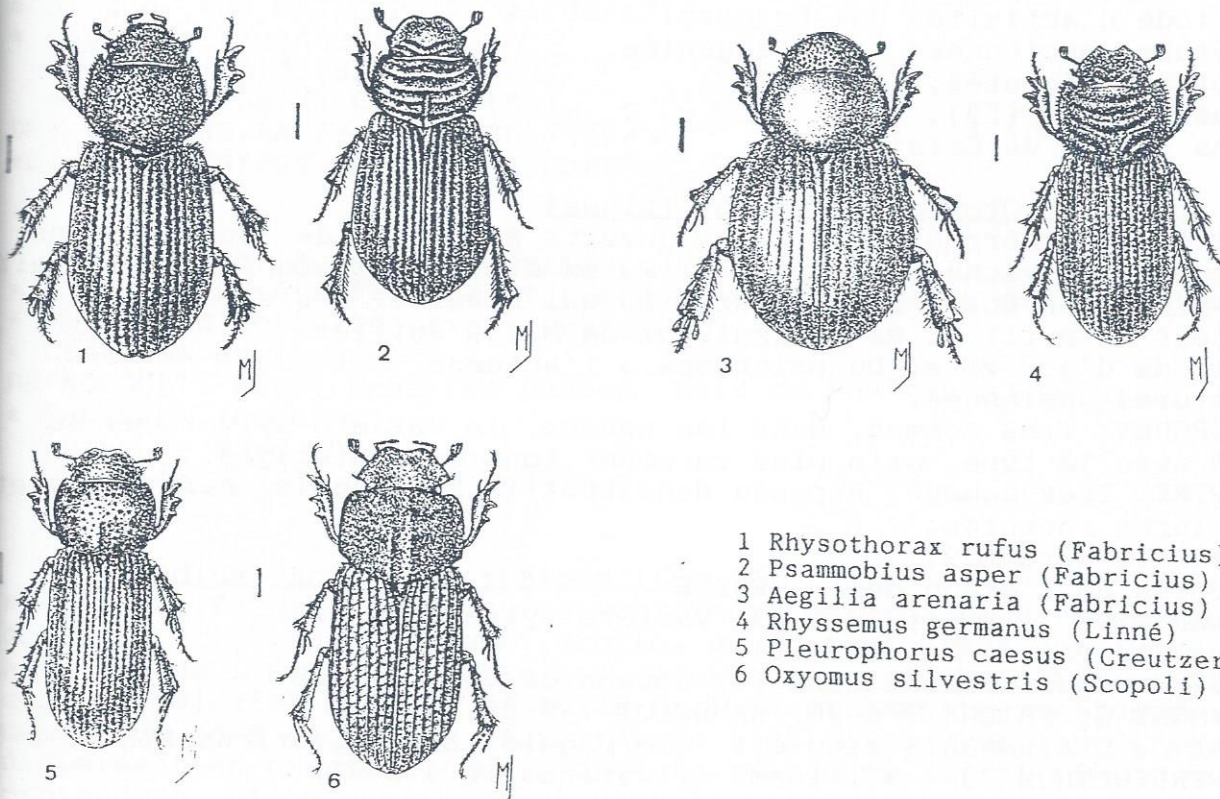 1
2
3
4
5
6
1 Rhysothorax rufus (Fabricius)
2 Psammobius asper (Fabricius)
3 Aegilia arenaria (Fabricius)
4 Rhyssemus germanus (Linné)
5 Pleurophorus caesus (Creutzer
6 Oxyomus silvestris (Scopoli)